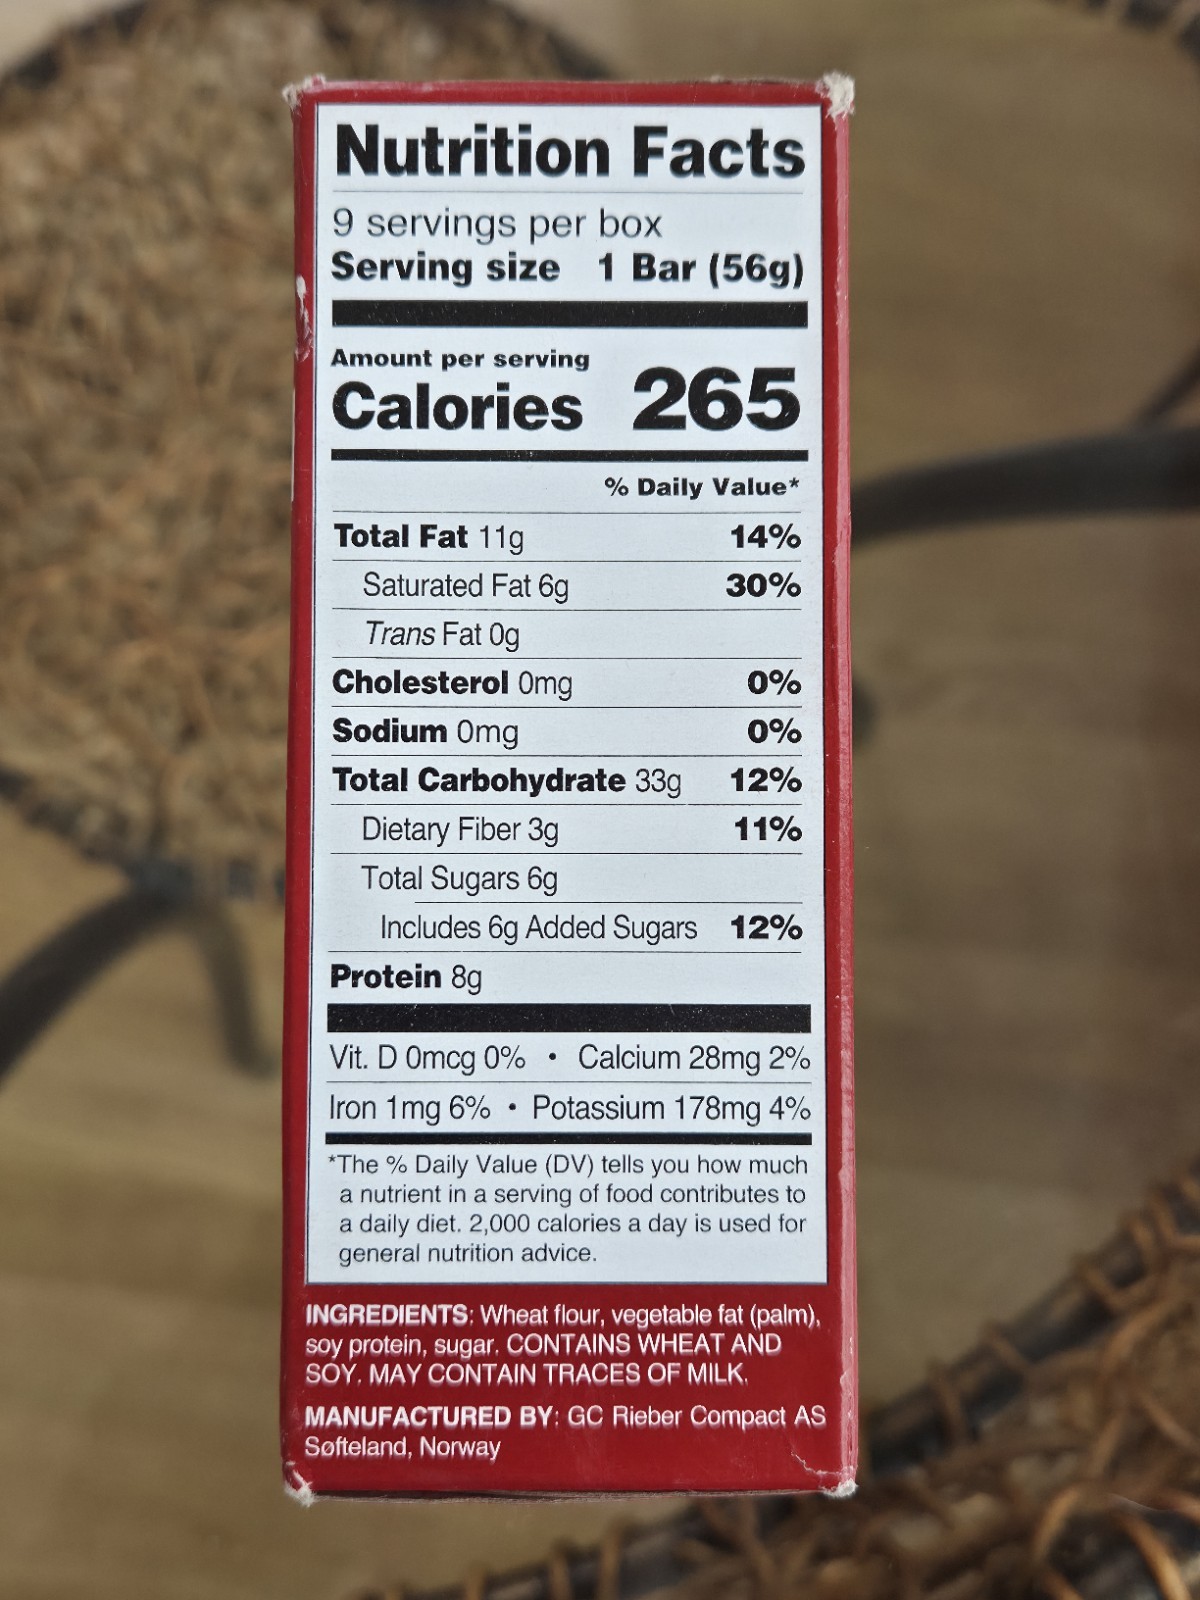 Nutrition Facts
9 servings per box
Serving size 1 Bar (56g)
Amount per serving
Calories 265
% Daily Value*
Total Fat 11g 14%
Saturated Fat 6g 30%
Trans Fat 0g
Cholesterol 0mg 0%
Sodium 0mg 0%
Total Carbohydrate 33g 12%
Dietary Fiber 3g 11%
Total Sugars 6g
Includes 6g Added Sugars 12%
Protein 8g
Vit. D 0mcg 0% • Calcium 28mg 2%
Iron 1mg 6% • Potassium 178mg 4%
*The % Daily Value (DV) tells you how much
a nutrient in a serving of food contributes to
a daily diet. 2,000 calories a day is used for
general nutrition advice.
INGREDIENTS: Wheat flour, vegetable fat (palm),
soy protein, sugar. CONTAINS WHEAT AND
SOY. MAY CONTAIN TRACES OF MILK.
MANUFACTURED BY: GC Rieber Compact AS
Søfteland, Norway